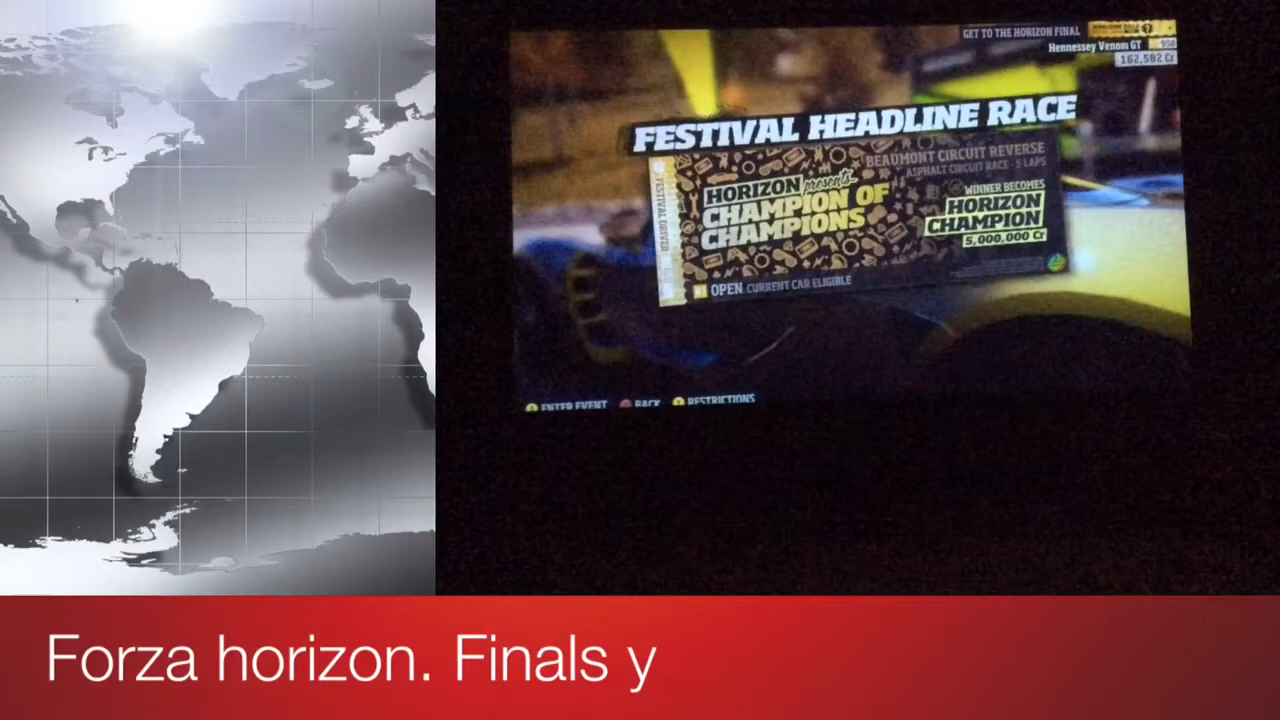 GET TO THE HORIZON FINAL
Hennessey Venom GT
162,582 Cr
FESTIVAL HEADLINE RACE
BEAUMONT CIRCUIT REVERSE
ASPHALT CIRCUIT RACE - 5 LAPS
FESTIVAL DRIVER
HORIZON presents
CHAMPION OF
CHAMPIONS
WINNER BECOMES
HORIZON
CHAMPION
5,000,000 Cr
OPEN CURRENT CAR ELIGIBLE
ENTER EVENT BACK RESTRICTIONS
Forza horizon. Finals y